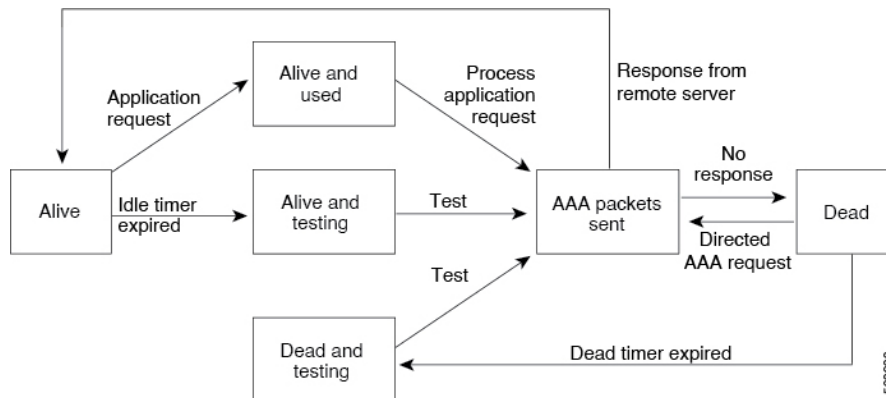 Alive and
used
Process
application
request
Response from
remote server
Application
request
No
response
Alive
Idle timer
expired
Alive and
testing
Test
AAA packets
sent
Dead
Directed
AAA request
Test
Dead and
testing
Dead timer expired